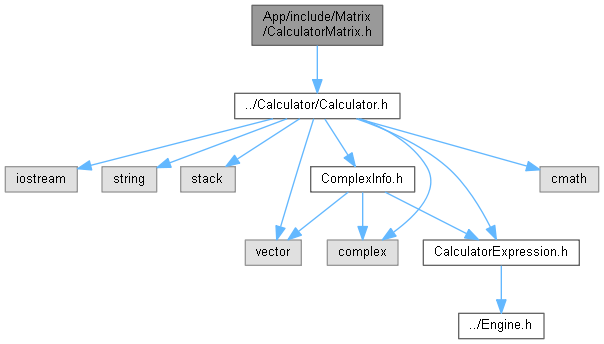 App/include/Matrix
/CalculatorMatrix.h
../Calculator/Calculator.h
iostream
string
stack
ComplexInfo.h
cmath
vector
complex
CalculatorExpression.h
../Engine.h